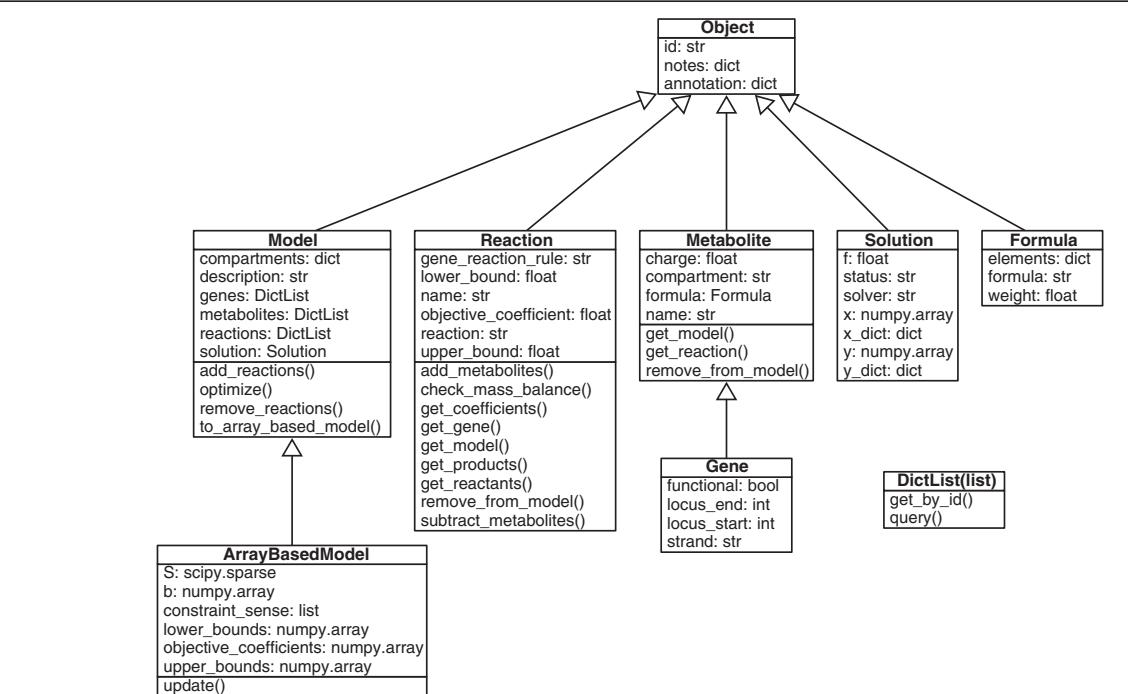 Object
id: str
notes: dict
annotation: dict
Model
compartments: dict
description: str
genes: DictList
metabolites: DictList
reactions: DictList
solution: Solution
add_reactions()
optimize()
remove_reactions()
to_array_based_model()
Reaction
gene_reaction_rule: str
lower_bound: float
name: str
objective_coefficient: float
reaction: str
upper_bound: float
add_metabolites()
check_mass_balance()
get_coefficients()
get_gene()
get_model()
get_products()
get_reactants()
remove_from_model()
subtract_metabolites()
Metabolite
charge: float
compartment: str
formula: Formula
name: str
get_model()
get_reaction()
remove_from_model()
Solution
f: float
status: str
solver: str
x: numpy.array
x_dict: dict
y: numpy.array
y_dict: dict
Formula
elements: dict
formula: str
weight: float
Gene
functional: bool
locus_end: int
locus_start: int
strand: str
DictList(list)
get_by_id()
query()
ArrayBasedModel
S: scipy.sparse
b: numpy.array
constraint_sense: list
lower_bounds: numpy.array
objective_coefficients: numpy.array
upper_bounds: numpy.array
update()